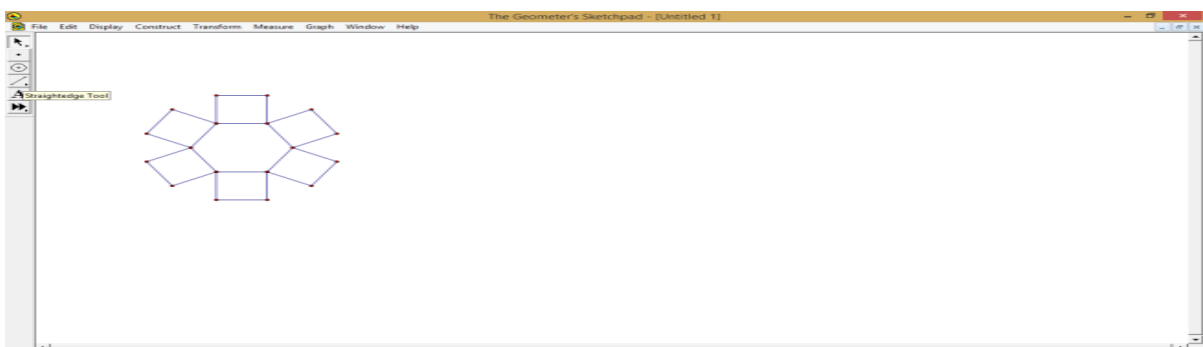 The Geometer's Sketchpad - [Untitled 1]
File Edit Display Construct Transform Measure Graph Window Help
A
Straightedge Tool